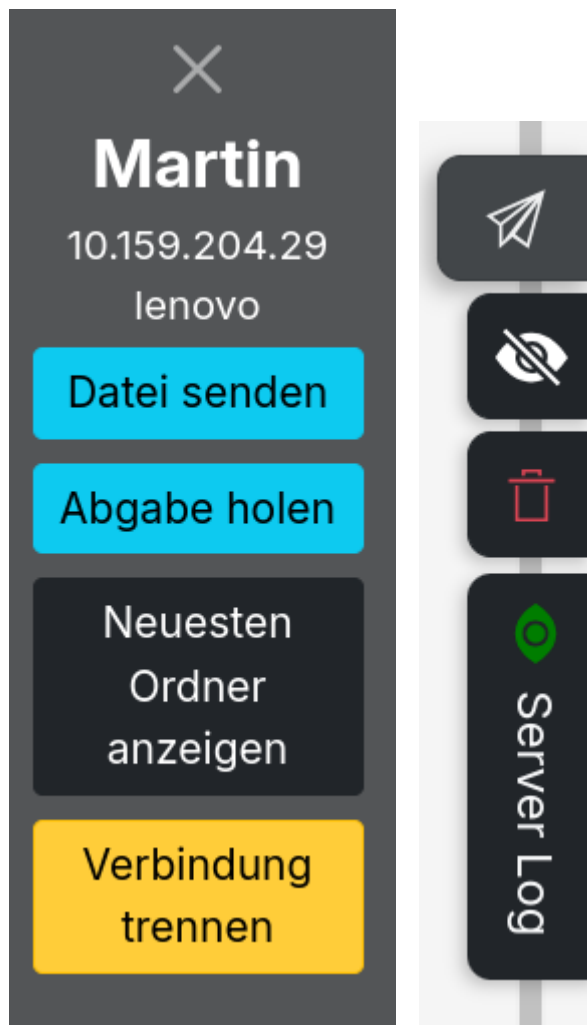 Martin
10.159.204.29
lenovo
Datei senden
Abgabe holen
Neuesten
Ordner
anzeigen
Verbindung
trennen
Server Log